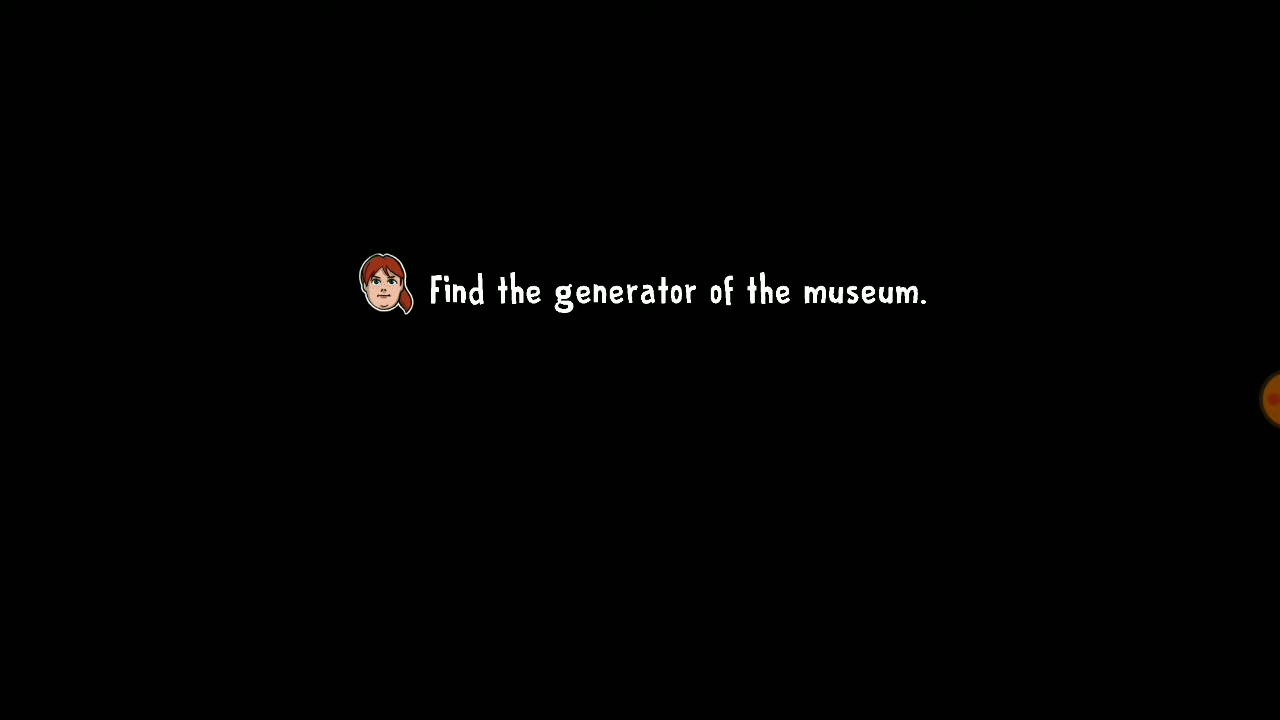 Find the generator of the museum.